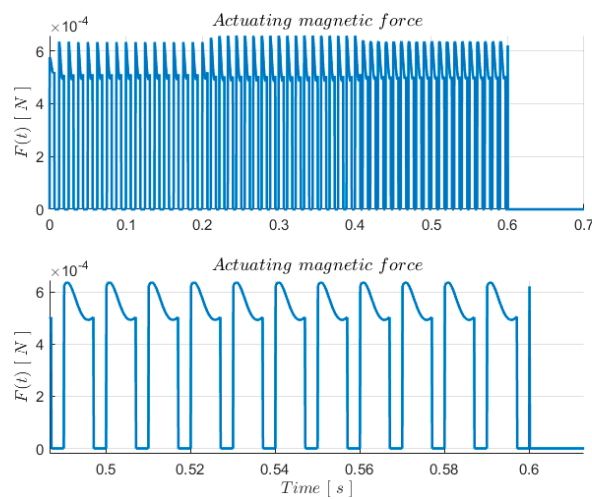 Actuating magnetic force
×10⁻⁴
6
4
2
0
F(t) [ N ]
0 0.1 0.2 0.3 0.4 0.5 0.6 0.7
Actuating magnetic force
×10⁻⁴
6
4
2
0
F(t) [ N ]
0.5 0.52 0.54 0.56 0.58 0.6
Time [ s ]